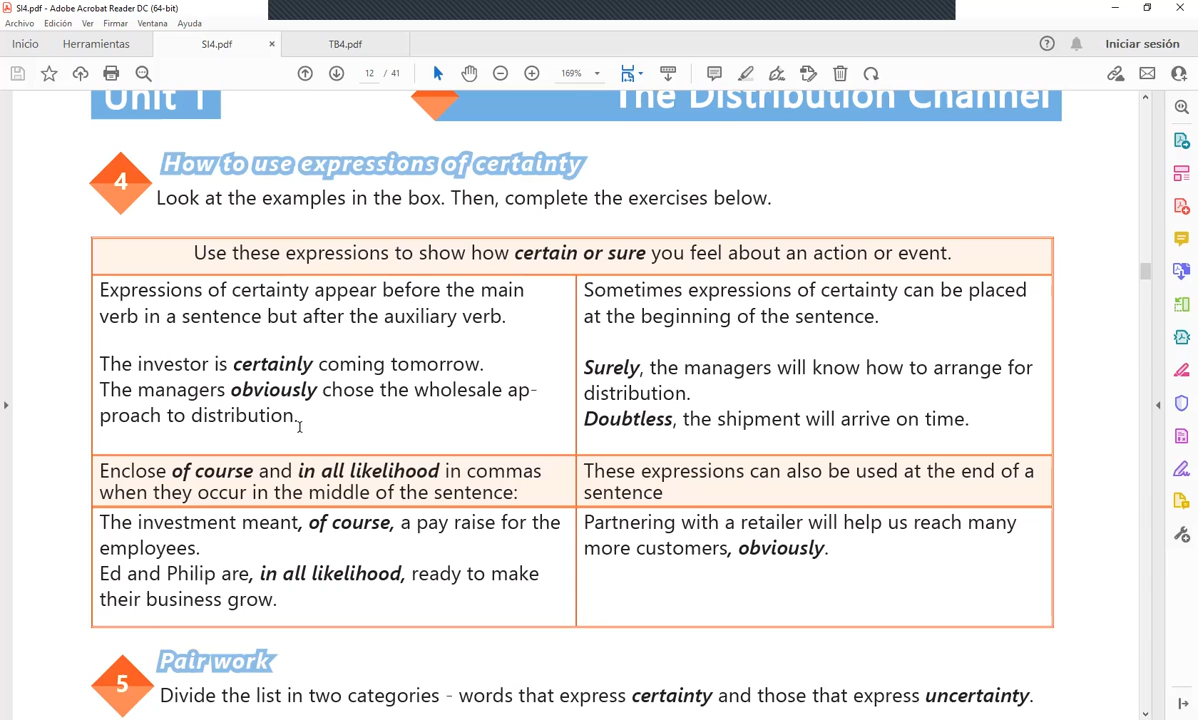 SI4.pdf - Adobe Acrobat Reader DC (64-bit)
Archivo Edición Ver Firmar Ventana Ayuda
Inicio Herramientas SI4.pdf × TB4.pdf Iniciar sesión
12 / 41 169%
Unit 1 The Distribution Channel
4 How to use expressions of certainty
Look at the examples in the box. Then, complete the exercises below.
Use these expressions to show how certain or sure you feel about an action or event.
Expressions of certainty appear before the main
verb in a sentence but after the auxiliary verb.
The investor is certainly coming tomorrow.
The managers obviously chose the wholesale ap-
proach to distribution.
Sometimes expressions of certainty can be placed
at the beginning of the sentence.
Surely, the managers will know how to arrange for
distribution.
Doubtless, the shipment will arrive on time.
Enclose of course and in all likelihood in commas
when they occur in the middle of the sentence:
These expressions can also be used at the end of a
sentence
The investment meant, of course, a pay raise for the
employees.
Ed and Philip are, in all likelihood, ready to make
their business grow.
Partnering with a retailer will help us reach many
more customers, obviously.
5 Pair work
Divide the list in two categories - words that express certainty and those that express uncertainty.